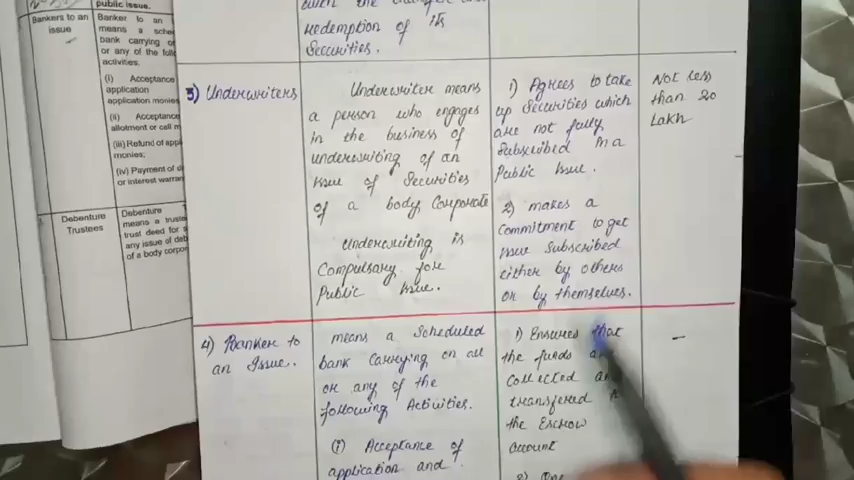 public issue.
Bankers to an
issue
Banker to an
means a sche
bank carrying or
or any of the foll
activities.
(i) Acceptance
application
application monies
(ii) Acceptance
allotment or call m
(iii) Refund of appl
monies;
(iv) Payment of d
or interest warran
Debenture
Trustees
Debenture T
means a truste
trust deed for s
any issue of deb
of a body corpor
redemption of its
Securities.
3) Underwriters
Underwriter means
a person who engages
in the business of
underwriting of an
issue of Securities
of a body Corporate
Underwriting is
Compulsary for
Public issue.
1) Agrees to take
up Securities which
are not fully
Subscribed in a
Public issue.
2) makes a
Commitment to get
issue Subscribed
either by others
or by themselves.
Not less
than 20
Lakh
4) Banker to
an Issue..
means a Scheduled
bank Carrying on all
or any of the
following Activities.
(i) Acceptance of
application and
1) Ensures that
the funds a
Collected an
transferred
the Escrow
account
2) One
-